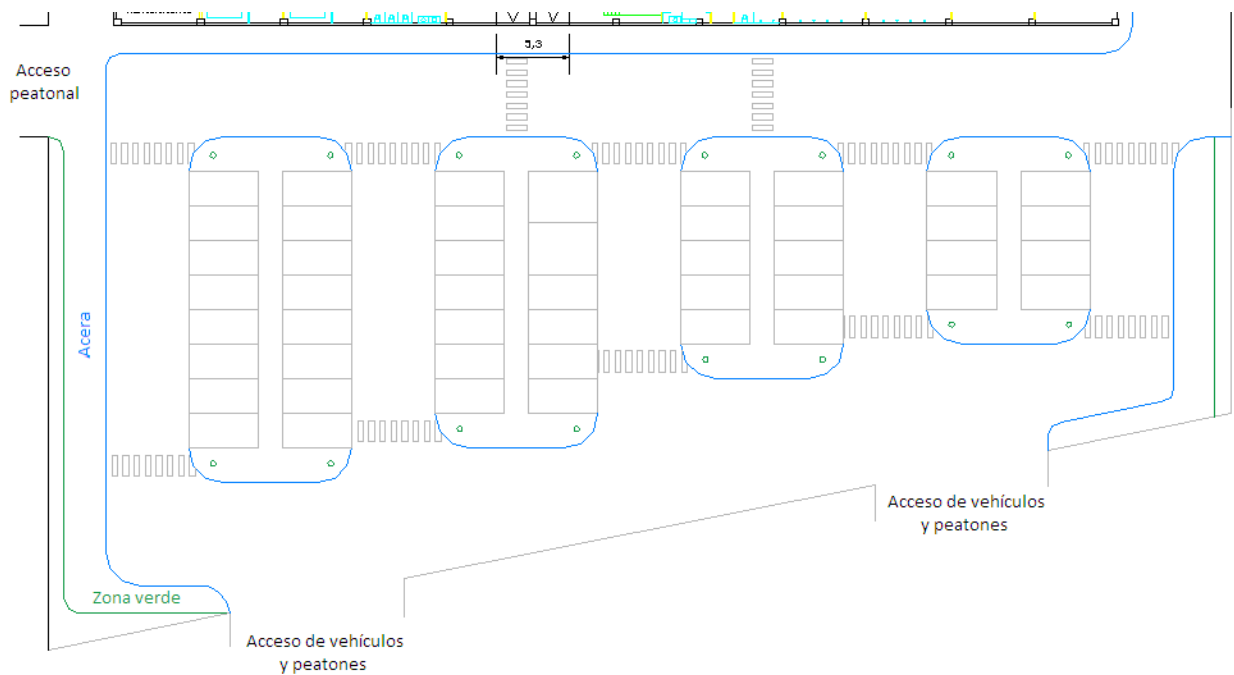 5,3
Acceso
peatonal
Acera
Acceso de vehículos
y peatones
Zona verde
Acceso de vehículos
y peatones